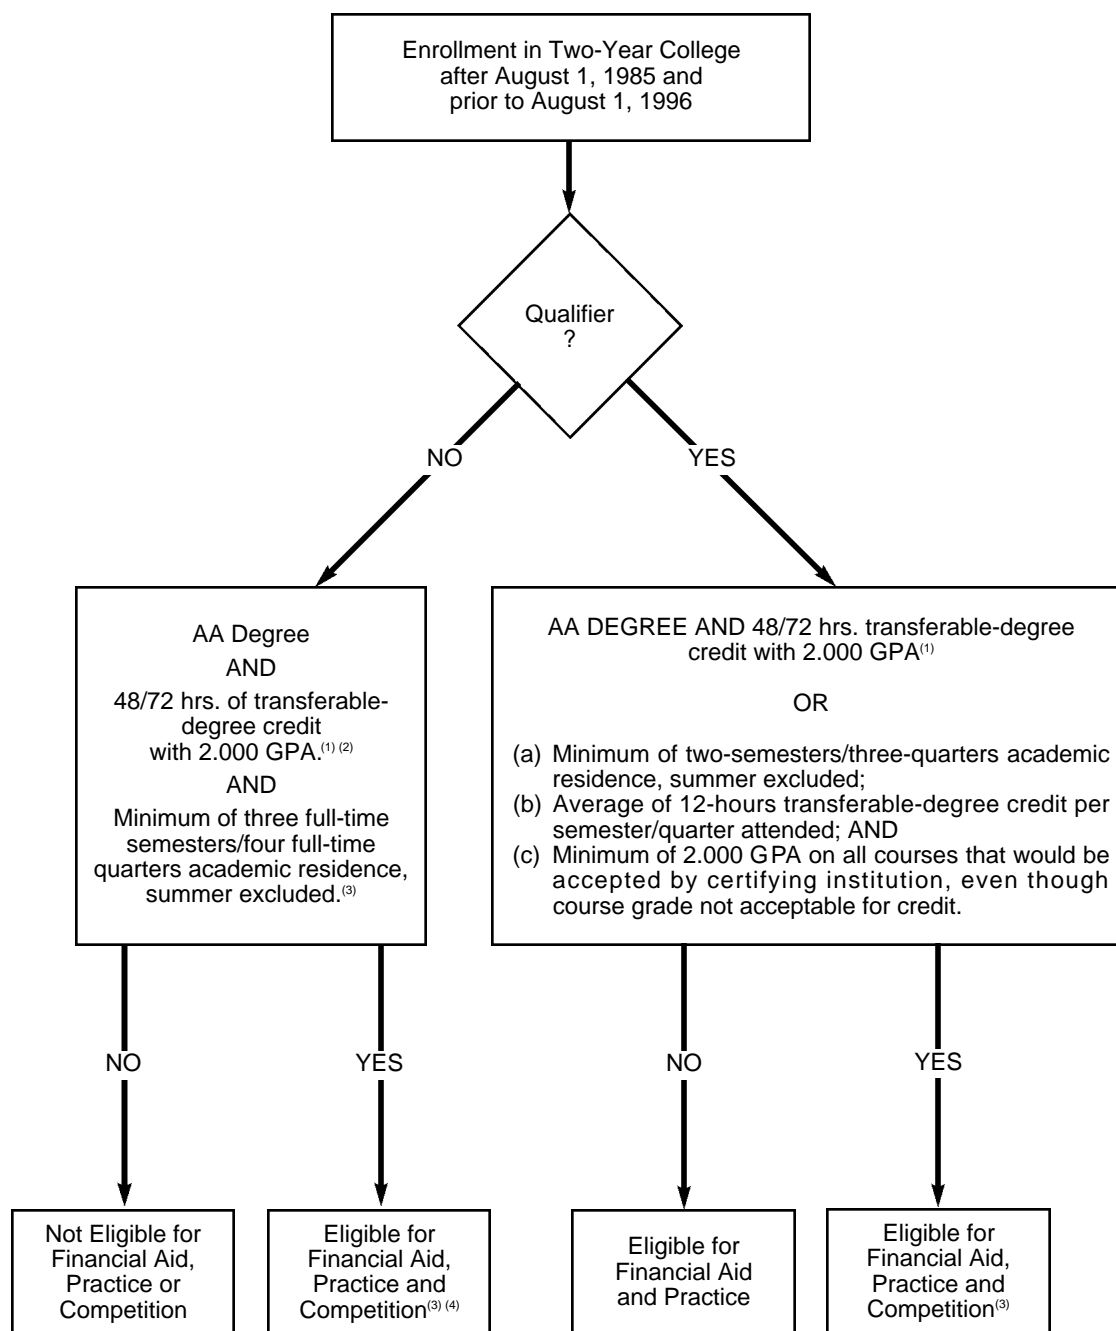 Enrollment in Two-Year College
after August 1, 1985 and
prior to August 1, 1996
Qualifier
?
NO
YES
AA Degree
AND
48/72 hrs. of transferable-
degree credit
with 2.000 GPA.(1) (2)
AND
Minimum of three full-time
semesters/four full-time
quarters academic residence,
summer excluded.(3)
AA DEGREE AND 48/72 hrs. transferable-degree
credit with 2.000 GPA(1)
OR
(a) Minimum of two-semesters/three-quarters academic
residence, summer excluded;
(b) Average of 12-hours transferable-degree credit per
semester/quarter attended; AND
(c) Minimum of 2.000 GPA on all courses that would be
accepted by certifying institution, even though
course grade not acceptable for credit.
NO
YES
NO
YES
Not Eligible for
Financial Aid,
Practice or
Competition
Eligible for
Financial Aid,
Practice and
Competition(3) (4)
Eligible for
Financial Aid
and Practice
Eligible for
Financial Aid,
Practice and
Competition(3)